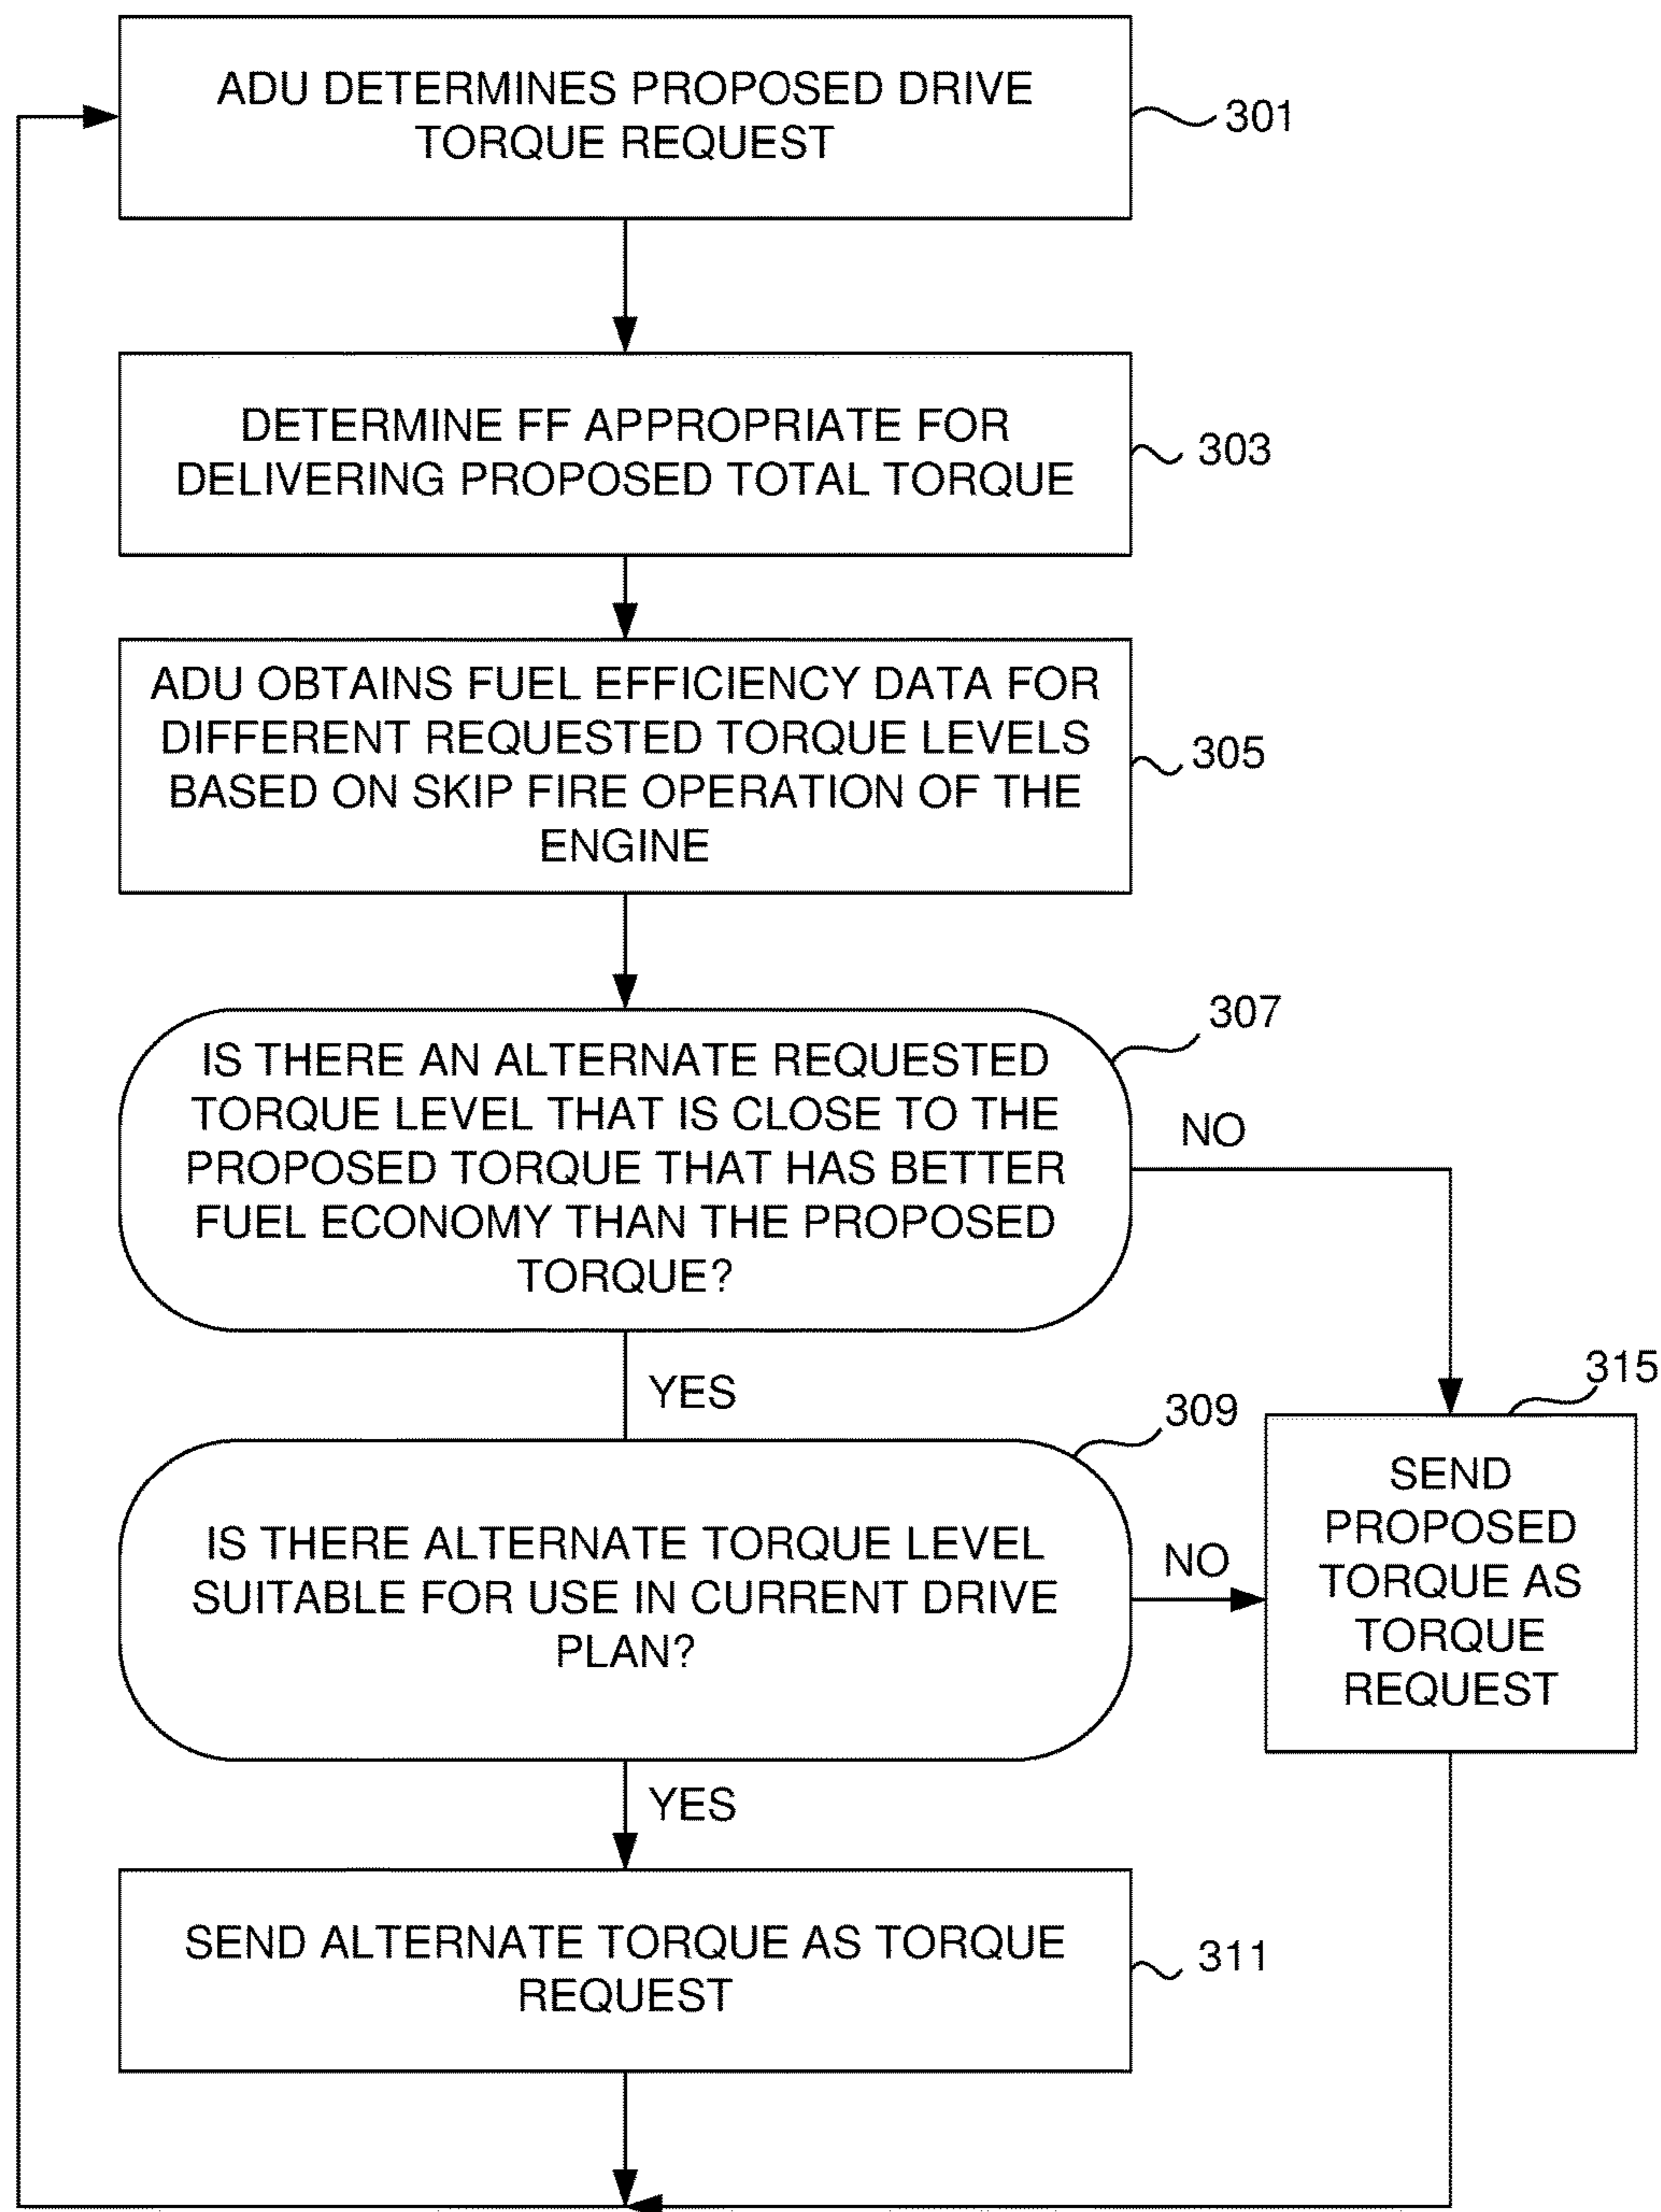 ADU DETERMINES PROPOSED DRIVE
TORQUE REQUEST
301
DETERMINE FF APPROPRIATE FOR
DELIVERING PROPOSED TOTAL TORQUE
303
ADU OBTAINS FUEL EFFICIENCY DATA FOR
DIFFERENT REQUESTED TORQUE LEVELS
BASED ON SKIP FIRE OPERATION OF THE
ENGINE
305
IS THERE AN ALTERNATE REQUESTED
TORQUE LEVEL THAT IS CLOSE TO THE
PROPOSED TORQUE THAT HAS BETTER
FUEL ECONOMY THAN THE PROPOSED
TORQUE?
307
NO
YES
IS THERE ALTERNATE TORQUE LEVEL
SUITABLE FOR USE IN CURRENT DRIVE
PLAN?
309
NO
315
SEND
PROPOSED
TORQUE AS
TORQUE
REQUEST
YES
SEND ALTERNATE TORQUE AS TORQUE
REQUEST
311